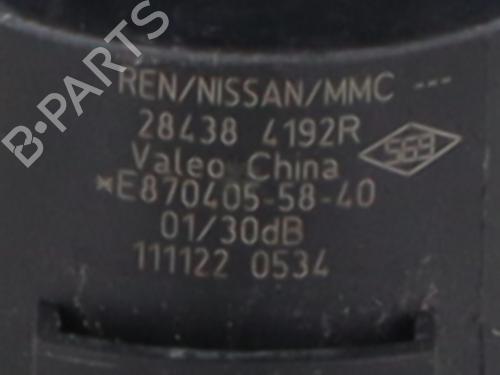 REN/NISSAN/MMC ---
28438 4192R
569
Valeo China
*E870405-58-40
01/30dB
111122 0534
B-PARTS